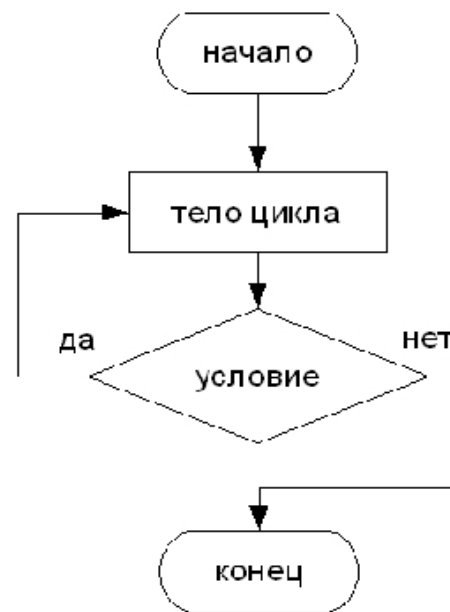 начало
тело цикла
да
нет
условие
конец